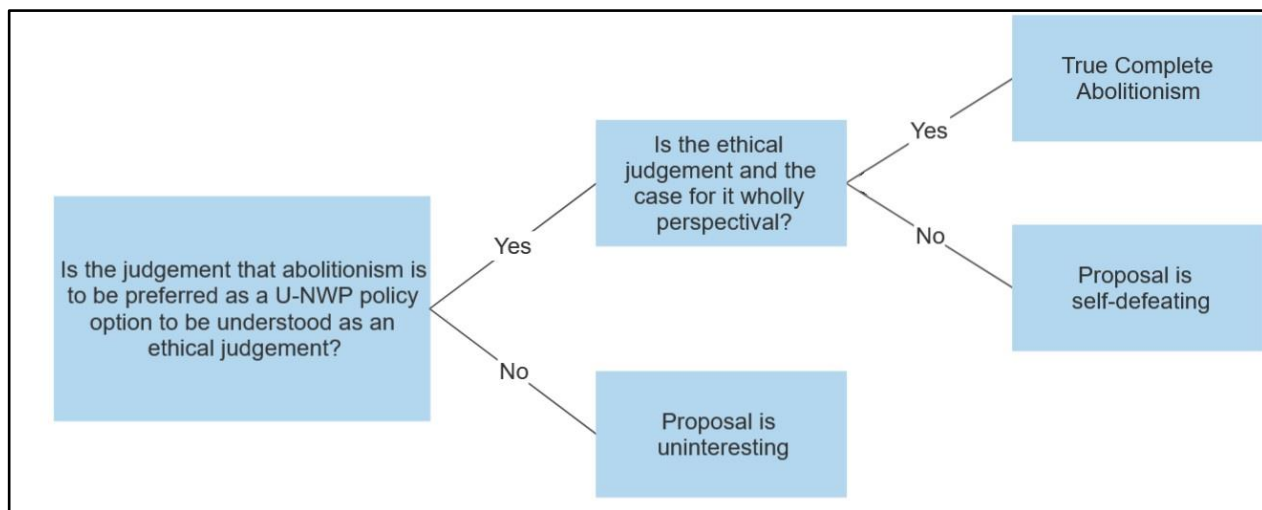 Is the judgement that abolitionism is
to be preferred as a U-NWP policy
option to be understood as an
ethical judgement?
Yes
No
Is the ethical
judgement and the
case for it wholly
perspectival?
Proposal is
uninteresting
Yes
No
True Complete
Abolitionism
Proposal is
self-defeating